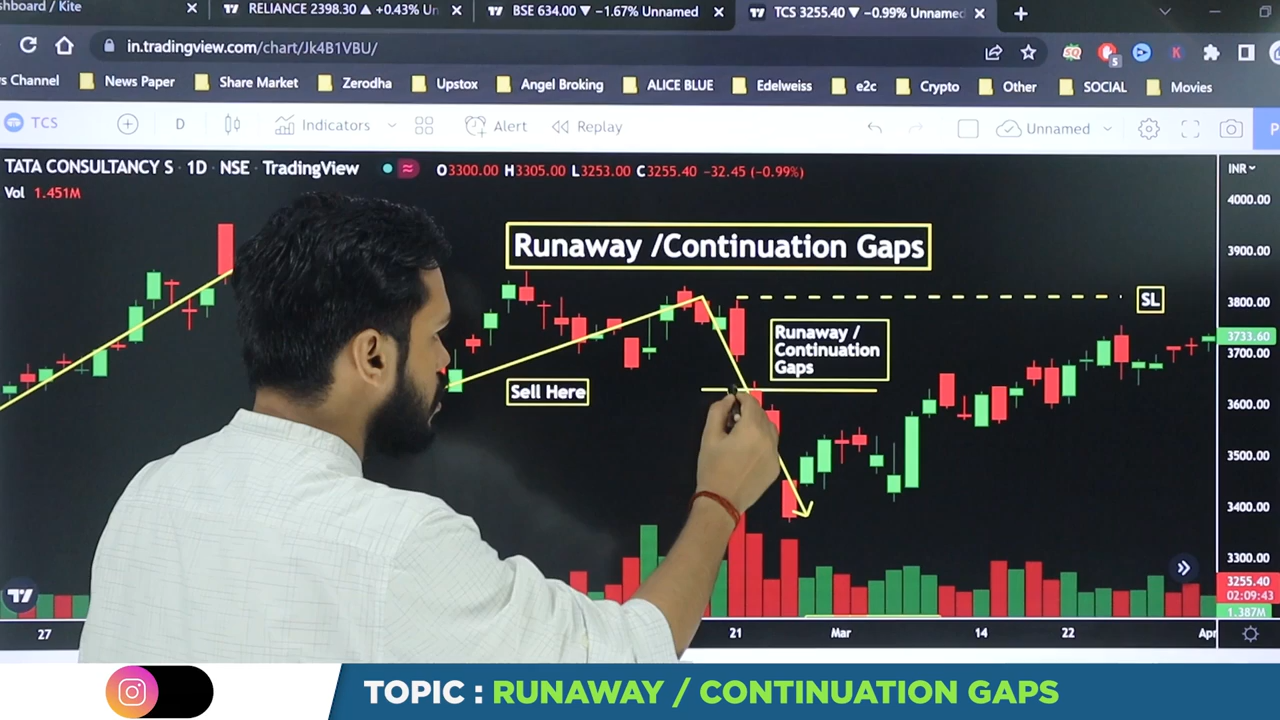 shboard / Kite
RELIANCE 2398.30 ▲ +0.43% Un
BSE 634.00 ▼ −1.67% Unnamed
TCS 3255.40 ▼ −0.99% Unnamed
in.tradingview.com/chart/Jk4B1VBU/
SQ
5
K
s Channel
News Paper
Share Market
Zerodha
Upstox
Angel Broking
ALICE BLUE
Edelweiss
e2c
Crypto
Other
SOCIAL
Movies
TCS
D
Indicators
Alert
Replay
Unnamed
P
TATA CONSULTANCY S · 1D · NSE · TradingView
O3300.00 H3305.00 L3253.00 C3255.40 −32.45 (−0.99%)
INR
Vol 1.451M
4000.00
3900.00
3800.00
3733.60
3700.00
3600.00
3500.00
3400.00
3300.00
3255.40
02:09:43
1.387M
Runaway /Continuation Gaps
SL
Runaway /
Continuation
Gaps
Sell Here
27
21
Mar
14
22
Apr
TOPIC : RUNAWAY / CONTINUATION GAPS